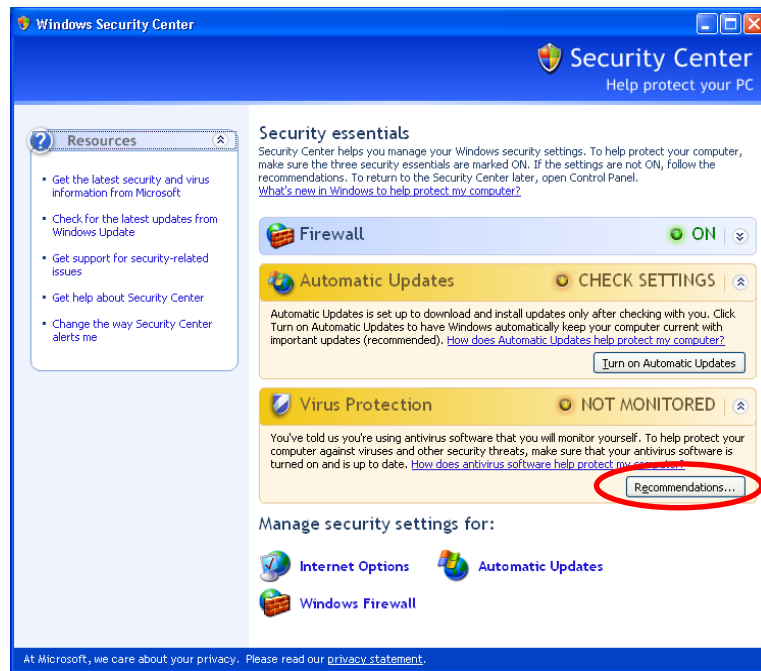 Windows Security Center
Security Center
Help protect your PC
Resources
Get the latest security and virus
information from Microsoft
Check for the latest updates from
Windows Update
Get support for security-related
issues
Get help about Security Center
Change the way Security Center
alerts me
Security essentials
Security Center helps you manage your Windows security settings. To help protect your computer,
make sure the three security essentials are marked ON. If the settings are not ON, follow the
recommendations. To return to the Security Center later, open Control Panel.
What's new in Windows to help protect my computer?
Firewall ON
Automatic Updates CHECK SETTINGS
Automatic Updates is set up to download and install updates only after checking with you. Click
Turn on Automatic Updates to have Windows automatically keep your computer current with
important updates (recommended). How does Automatic Updates help protect my computer?
Turn on Automatic Updates
Virus Protection NOT MONITORED
You've told us you're using antivirus software that you will monitor yourself. To help protect your
computer against viruses and other security threats, make sure that your antivirus software is
turned on and is up to date. How does antivirus software help protect my computer?
Recommendations...
Manage security settings for:
Internet Options Automatic Updates
Windows Firewall
At Microsoft, we care about your privacy. Please read our privacy statement.